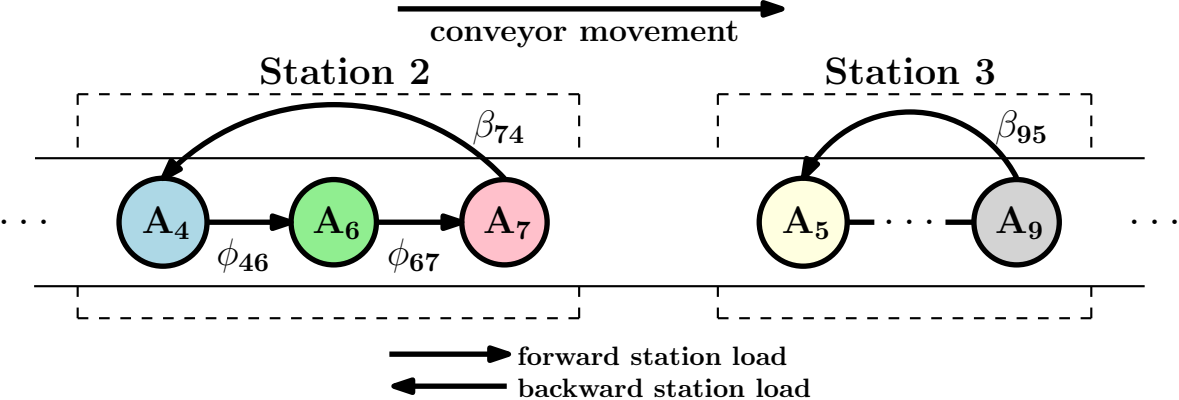 conveyor movement
Station 2 Station 3
β74 β95
· · · A4 A6 A7 A5 · · · A9 · · ·
ϕ46 ϕ67
forward station load
backward station load